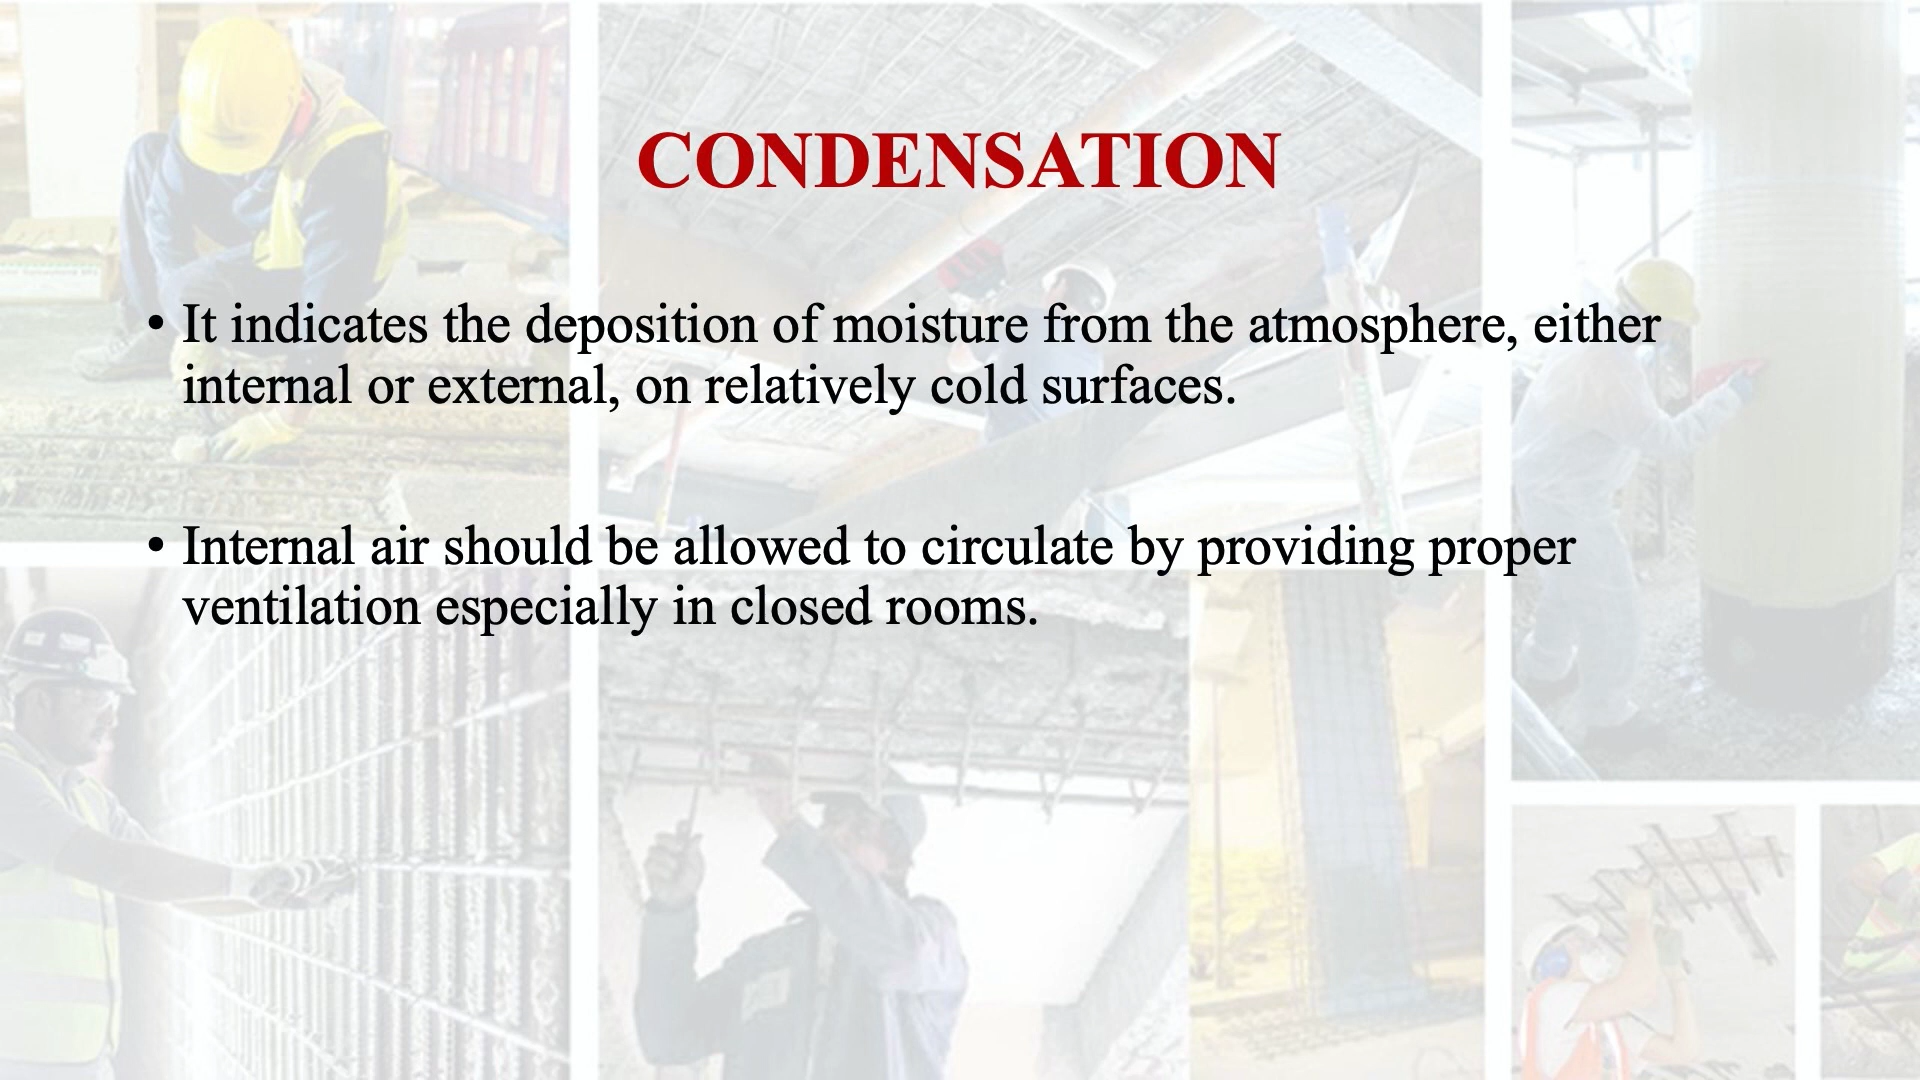 CONDENSATION
• It indicates the deposition of moisture from the atmosphere, either
internal or external, on relatively cold surfaces.
• Internal air should be allowed to circulate by providing proper
ventilation especially in closed rooms.